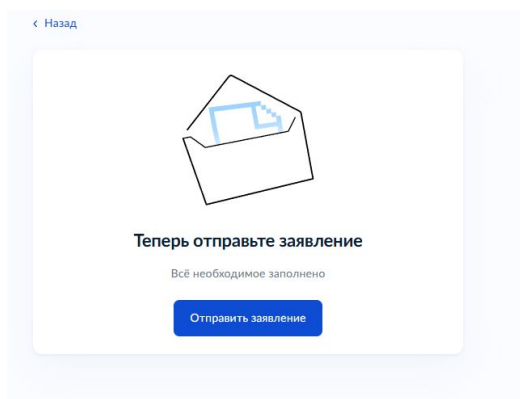 Назад
Теперь отправьте заявление
Всё необходимое заполнено
Отправить заявление